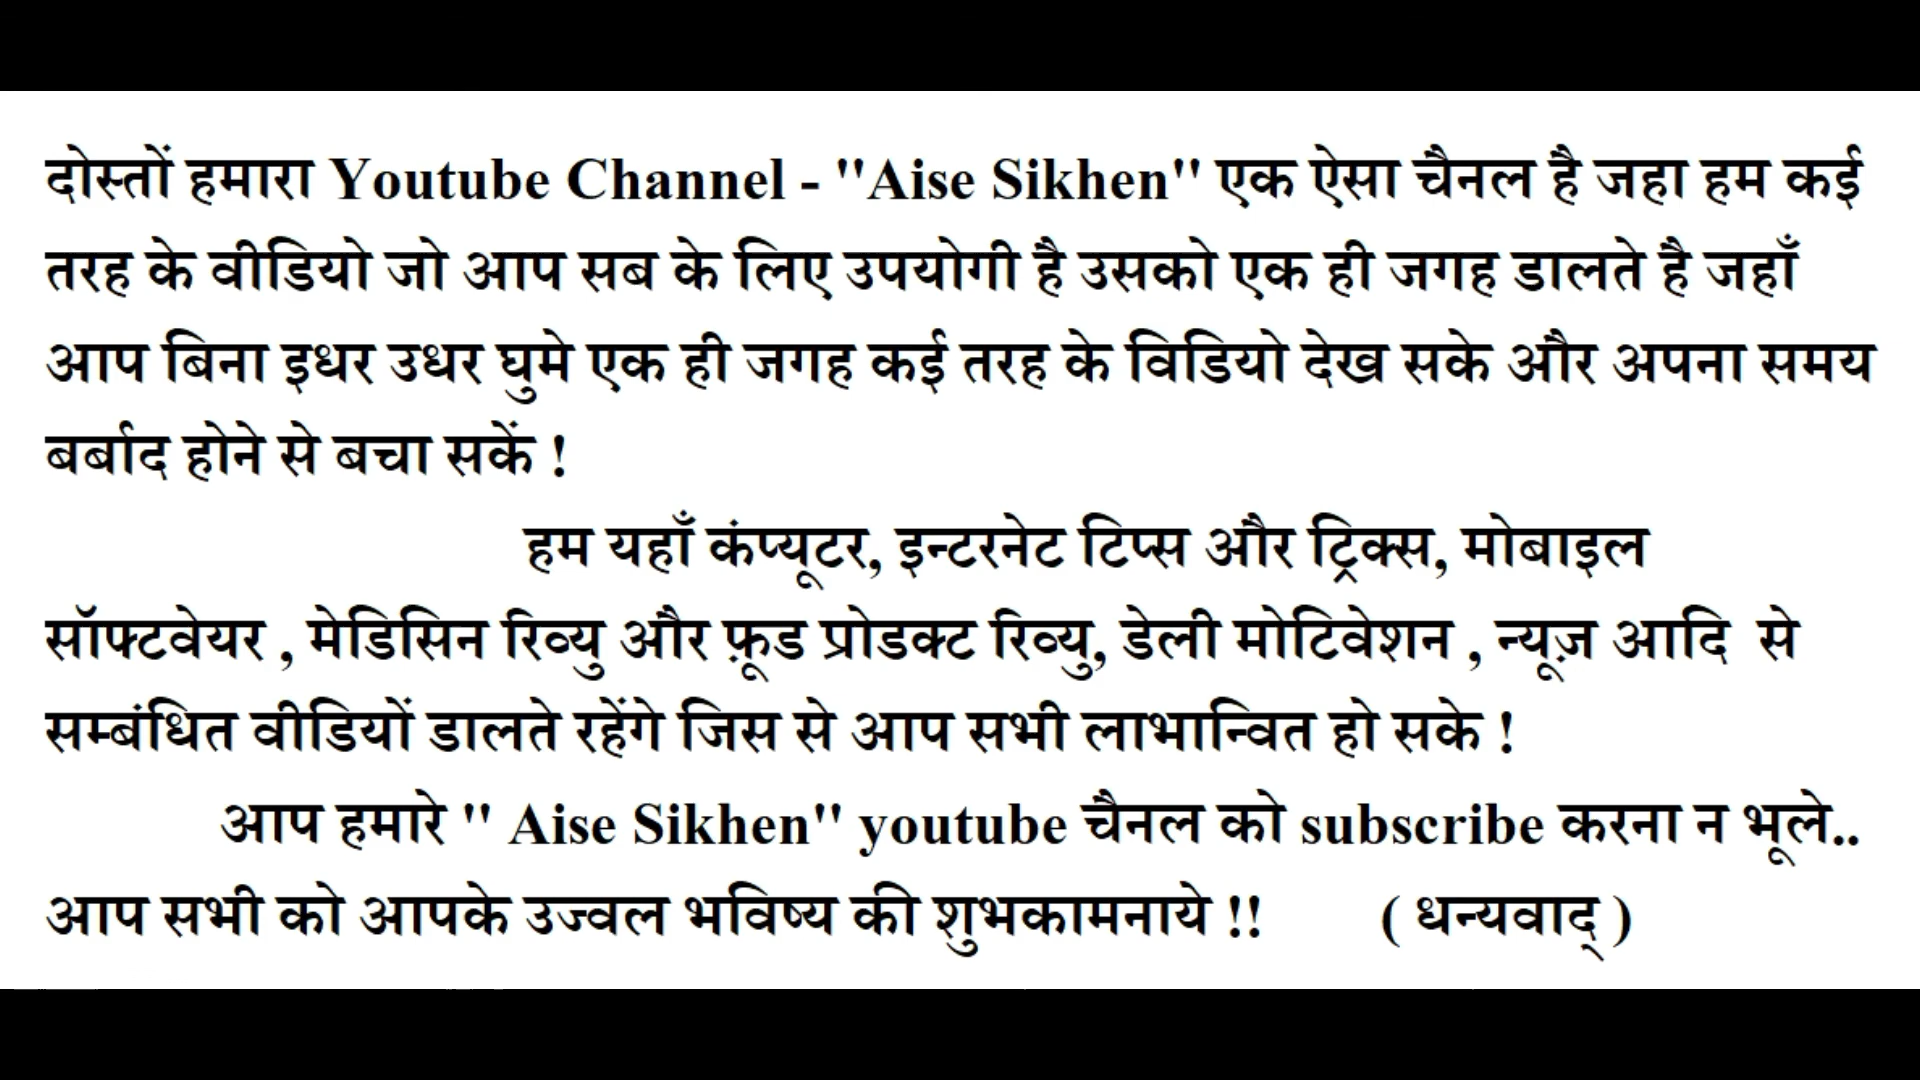 दोस्तों हमारा Youtube Channel - "Aise Sikhen" एक ऐसा चैनल है जहा हम कई
तरह के वीडियो जो आप सब के लिए उपयोगी है उसको एक ही जगह डालते है जहाँ
आप बिना इधर उधर घुमे एक ही जगह कई तरह के विडियो देख सके और अपना समय
बर्बाद होने से बचा सकें !
हम यहाँ कंप्यूटर, इन्टरनेट टिप्स और ट्रिक्स, मोबाइल
सॉफ्टवेयर , मेडिसिन रिव्यु और फ़ूड प्रोडक्ट रिव्यु, डेली मोटिवेशन , न्यूज़ आदि  से
सम्बंधित वीडियों डालते रहेंगे जिस से आप सभी लाभान्वित हो सके !
आप हमारे " Aise Sikhen" youtube चैनल को subscribe करना न भूले..
आप सभी को आपके उज्वल भविष्य की शुभकामनाये !! ( धन्यवाद् )